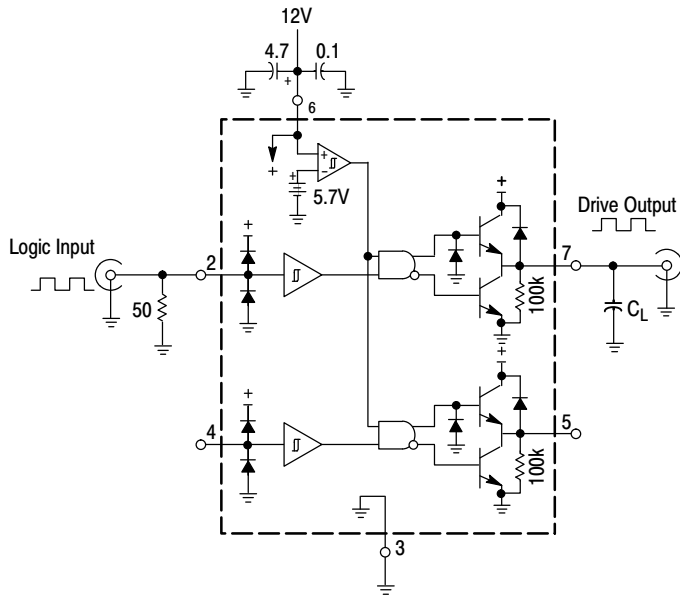 12V
4.7
0.1
+
6
+
+
−
+
5.7V
+
Drive Output
Logic Input
+
2
7
50
100k
CL
+
+
4
5
100k
3